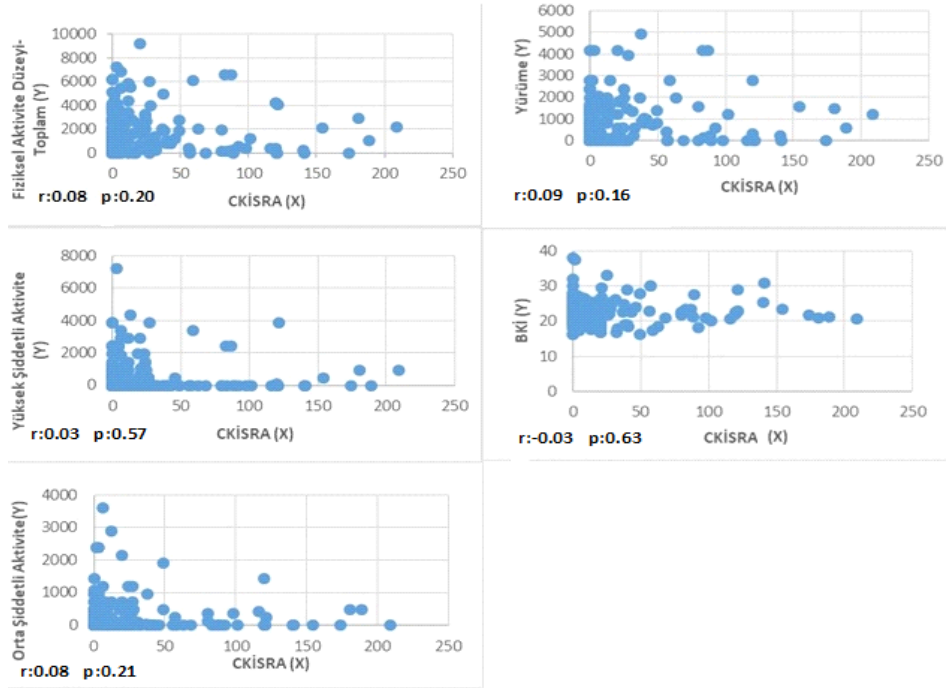 Fiziksel Aktivite Düzeyi-
Toplam (Y)
10000
8000
6000
4000
2000
0
0 50 100 150 200 250
CKİSRA (X)
r:0.08 p:0.20
Yürüme (Y)
6000
5000
4000
3000
2000
1000
0
0 50 100 150 200 250
CKİSRA (X)
r:0.09 p:0.16
Yüksek Şiddetli Aktivite
(Y)
8000
6000
4000
2000
0
0 50 100 150 200 250
CKİSRA (X)
r:0.03 p:0.57
BKİ (Y)
40
30
20
10
0
0 50 100 150 200 250
CKİSRA (X)
r:-0.03 p:0.63
Orta Şiddetli Aktivite(Y)
4000
3000
2000
1000
0
0 50 100 150 200 250
CKİSRA (X)
r:0.08 p:0.21